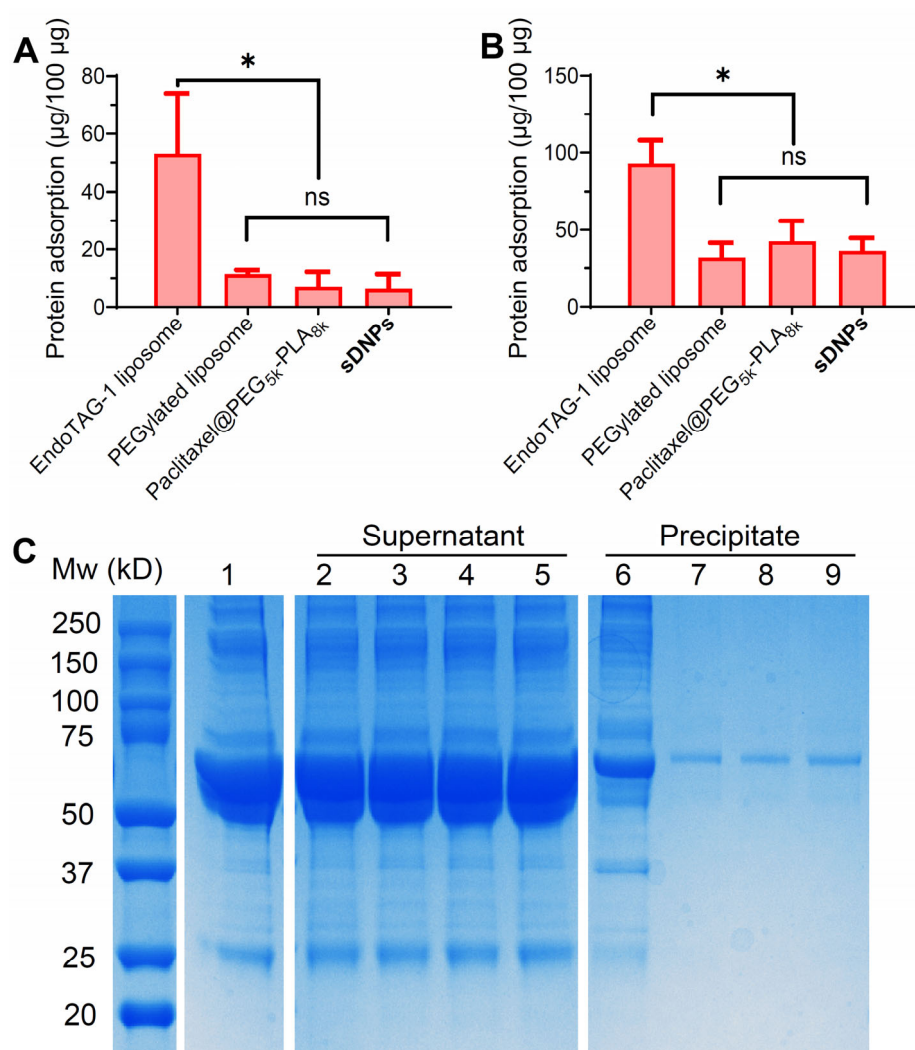 A
Protein adsorption (µg/100 µg)
80
60
40
20
0
*
ns
EndoTAG-1 liposome
PEGylated liposome
Paclitaxel@PEG5K-PLA8k
sDNPs
B
Protein adsorption (µg/100 µg)
150
100
50
0
*
ns
EndoTAG-1 liposome
PEGylated liposome
Paclitaxel@PEG5K-PLA8k
sDNPs
C
Supernatant
Precipitate
Mw (kD)
1
2
3
4
5
6
7
8
9
250
150
100
75
50
37
25
20